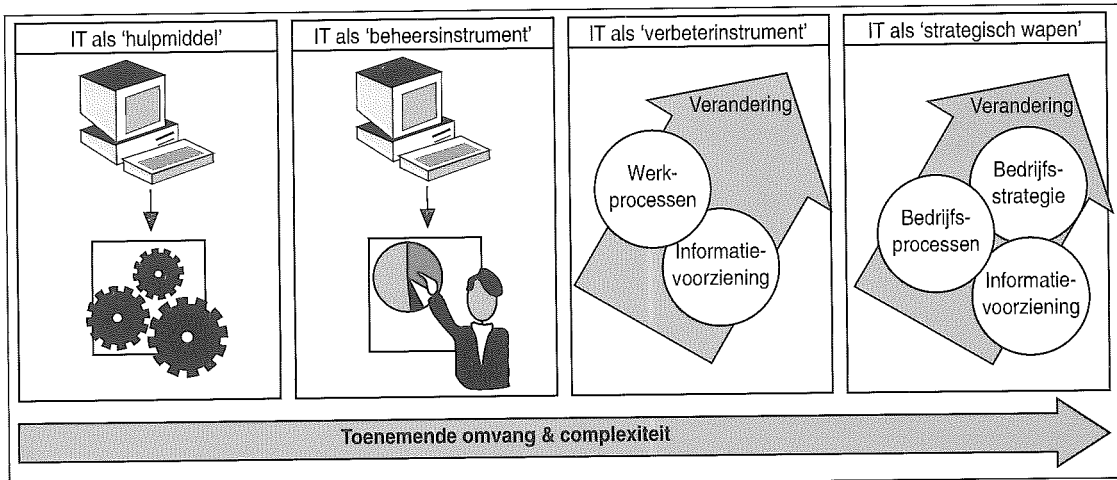 IT als 'hulpmiddel'
IT als 'beheersinstrument'
IT als 'verbeterinstrument'
Verandering
Werk-
processen
Informatie-
voorziening
IT als 'strategisch wapen'
Verandering
Bedrijfs-
strategie
Bedrijfs-
processen
Informatie-
voorziening
Toenemende omvang & complexiteit